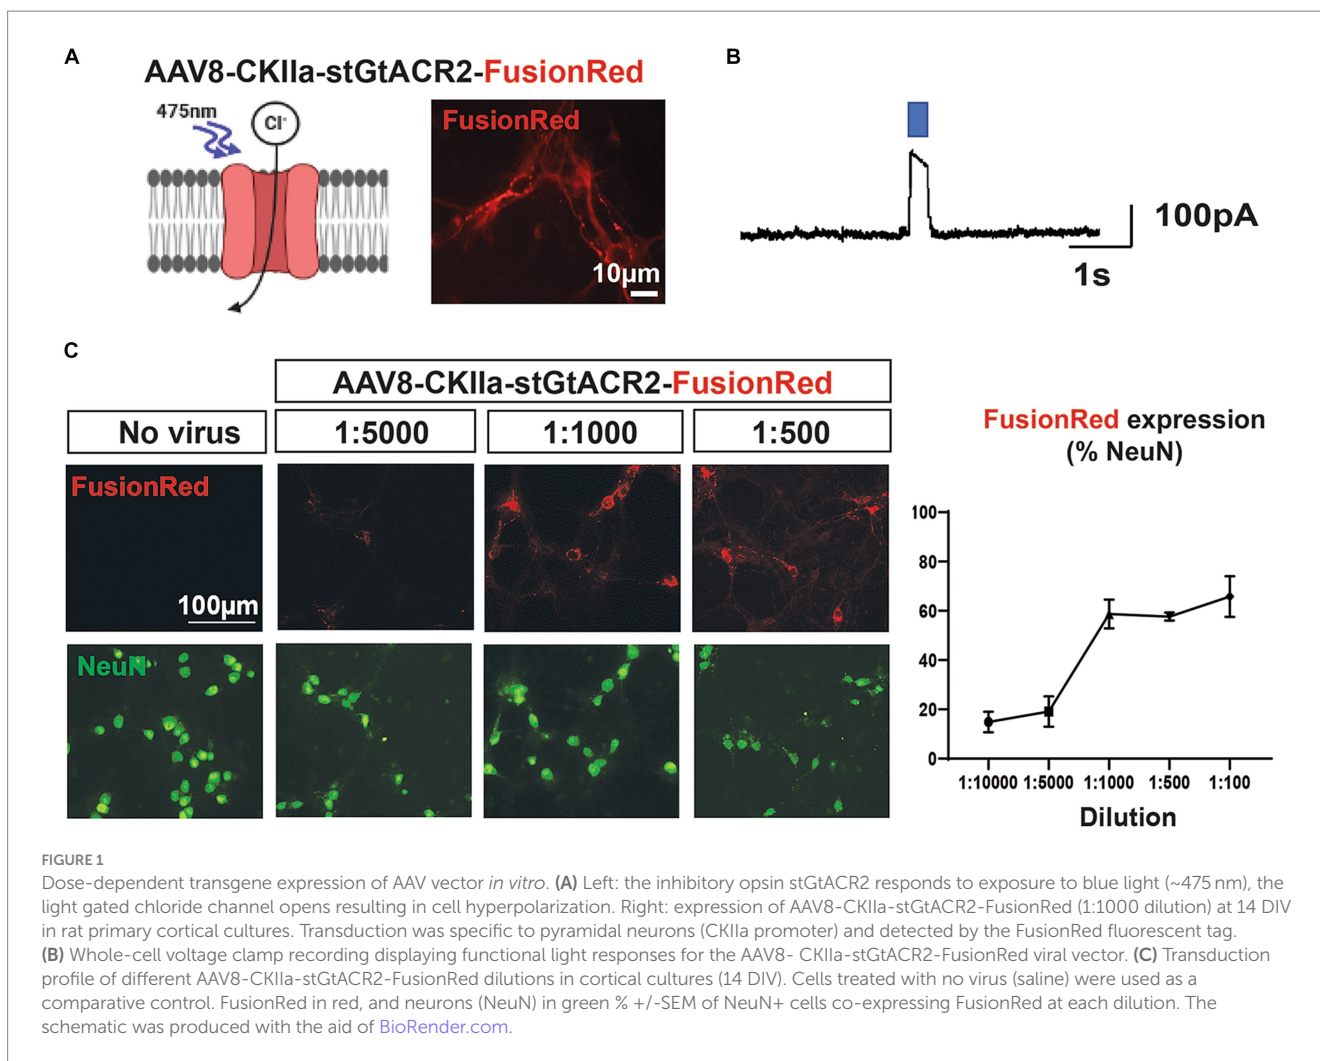 A
AAV8-CKIIa-stGtACR2-FusionRed
475nm
Cl-
FusionRed
10μm
B
100pA
1s
C
AAV8-CKIIa-stGtACR2-FusionRed
No virus
1:5000
1:1000
1:500
FusionRed
100μm
NeuN
FusionRed expression
(% NeuN)
100
80
60
40
20
0
1:10000 1:5000 1:1000 1:500 1:100
Dilution
FIGURE 1
Dose-dependent transgene expression of AAV vector in vitro. (A) Left: the inhibitory opsin stGtACR2 responds to exposure to blue light (~475 nm), the
light gated chloride channel opens resulting in cell hyperpolarization. Right: expression of AAV8-CKIIa-stGtACR2-FusionRed (1:1000 dilution) at 14 DIV
in rat primary cortical cultures. Transduction was specific to pyramidal neurons (CKIIa promoter) and detected by the FusionRed fluorescent tag.
(B) Whole-cell voltage clamp recording displaying functional light responses for the AAV8- CKIIa-stGtACR2-FusionRed viral vector. (C) Transduction
profile of different AAV8-CKIIa-stGtACR2-FusionRed dilutions in cortical cultures (14 DIV). Cells treated with no virus (saline) were used as a
comparative control. FusionRed in red, and neurons (NeuN) in green % +/-SEM of NeuN+ cells co-expressing FusionRed at each dilution. The
schematic was produced with the aid of BioRender.com.